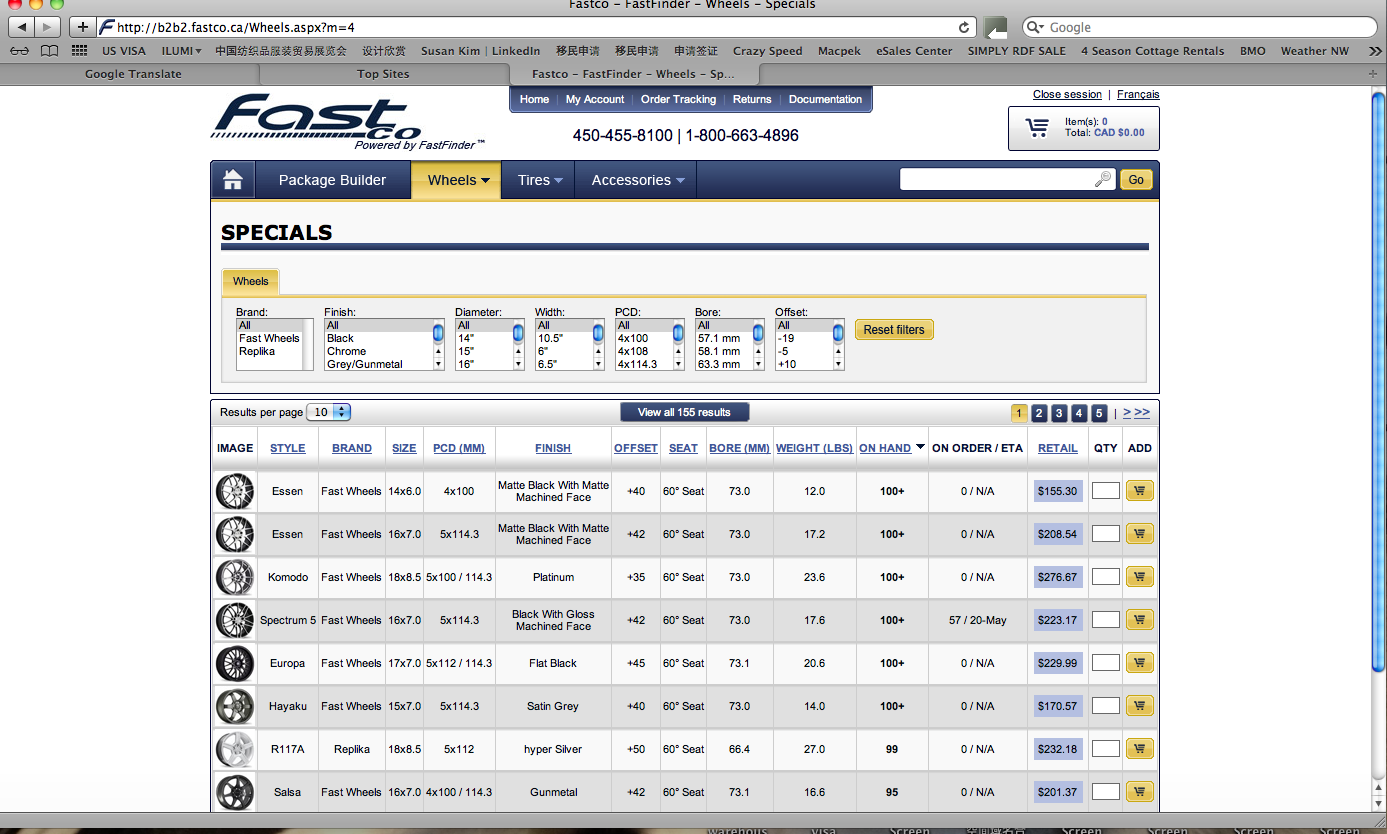 Fastco – FastFinder – Wheels – Specials
http://b2b2.fastco.ca/Wheels.aspx?m=4
Google
US VISA ILUMI 中国纺织品服装贸易展览会 设计欣赏 Susan Kim | LinkedIn 移民申请 移民申请 申请签证 Crazy Speed Macpek eSales Center SIMPLY RDF SALE 4 Season Cottage Rentals BMO Weather NW
Google Translate Top Sites Fastco – FastFinder – Wheels – Sp...
Close session | Français
Home My Account Order Tracking Returns Documentation
Fast co
Powered by FastFinder™
450-455-8100 | 1-800-663-4896
Item(s): 0
Total: CAD $0.00
Package Builder Wheels Tires Accessories Go
SPECIALS
Wheels
Brand: Finish: Diameter: Width: PCD: Bore: Offset:
All All All All All All All
Fast Wheels Black 14" 10.5" 4x100 57.1 mm -19
Replika Chrome 15" 6" 4x108 58.1 mm -5
Grey/Gunmetal 16" 6.5" 4x114.3 63.3 mm +10
Reset filters
Results per page 10 View all 155 results 1 2 3 4 5 | > >>
IMAGE STYLE BRAND SIZE PCD (MM) FINISH OFFSET SEAT BORE (MM) WEIGHT (LBS) ON HAND ON ORDER / ETA RETAIL QTY ADD
Essen Fast Wheels 14x6.0 4x100 Matte Black With Matte Machined Face +40 60° Seat 73.0 12.0 100+ 0 / N/A $155.30
Essen Fast Wheels 16x7.0 5x114.3 Matte Black With Matte Machined Face +42 60° Seat 73.0 17.2 100+ 0 / N/A $208.54
Komodo Fast Wheels 18x8.5 5x100 / 114.3 Platinum +35 60° Seat 73.0 23.6 100+ 0 / N/A $276.67
Spectrum 5 Fast Wheels 16x7.0 5x114.3 Black With Gloss Machined Face +42 60° Seat 73.0 17.6 100+ 57 / 20-May $223.17
Europa Fast Wheels 17x7.0 5x112 / 114.3 Flat Black +45 60° Seat 73.1 20.6 100+ 0 / N/A $229.99
Hayaku Fast Wheels 15x7.0 5x114.3 Satin Grey +40 60° Seat 73.0 14.0 100+ 0 / N/A $170.57
R117A Replika 18x8.5 5x112 hyper Silver +50 60° Seat 66.4 27.0 99 0 / N/A $232.18
Salsa Fast Wheels 16x7.0 4x100 / 114.3 Gunmetal +42 60° Seat 73.1 16.6 95 0 / N/A $201.37
Screen Screen Screen Screen